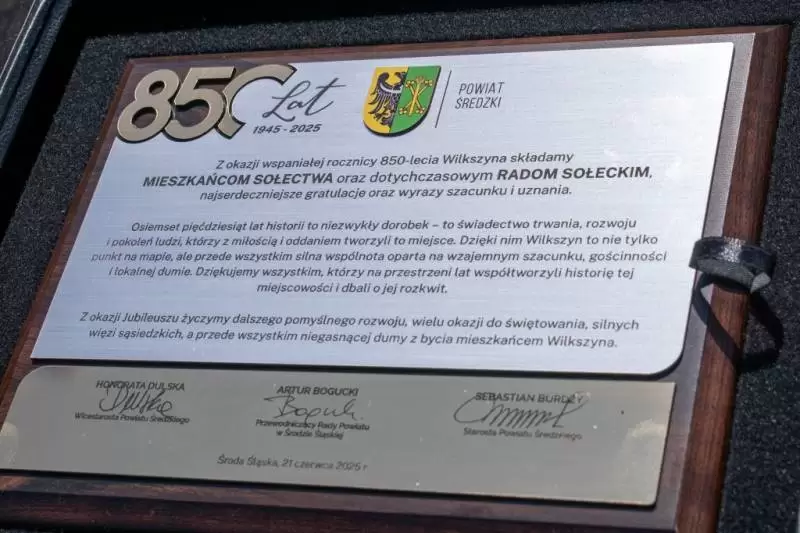 850 Lat
1945 - 2025
POWIAT
ŚREDZKI
Z okazji wspaniałej rocznicy 850-lecia Wilkszyna składamy
MIESZKAŃCOM SOŁECTWA oraz dotychczasowym RADOM SOŁECKIM,
najserdeczniejsze gratulacje oraz wyrazy szacunku i uznania.
Osiemset pięćdziesiąt lat historii to niezwykły dorobek – to świadectwo trwania, rozwoju
i pokoleń ludzi, którzy z miłością i oddaniem tworzyli to miejsce. Dzięki nim Wilkszyn to nie tylko
punkt na mapie, ale przede wszystkim silna wspólnota oparta na wzajemnym szacunku, gościnności
i lokalnej dumie. Dziękujemy wszystkim, którzy na przestrzeni lat współtworzyli historię tej
miejscowości i dbali o jej rozkwit.
Z okazji Jubileuszu życzymy dalszego pomyślnego rozwoju, wielu okazji do świętowania, silnych
więzi sąsiedzkich, a przede wszystkim niegasnącej dumy z bycia mieszkańcem Wilkszyna.
HONORATA DULSKA
Wicestarosta Powiatu Średzkiego
ARTUR BOGUCKI
Przewodniczący Rady Powiatu
w Środzie Śląskiej
SEBASTIAN BURDZY
Starosta Powiatu Średzkiego
Środa Śląska, 21 czerwca 2025 r.